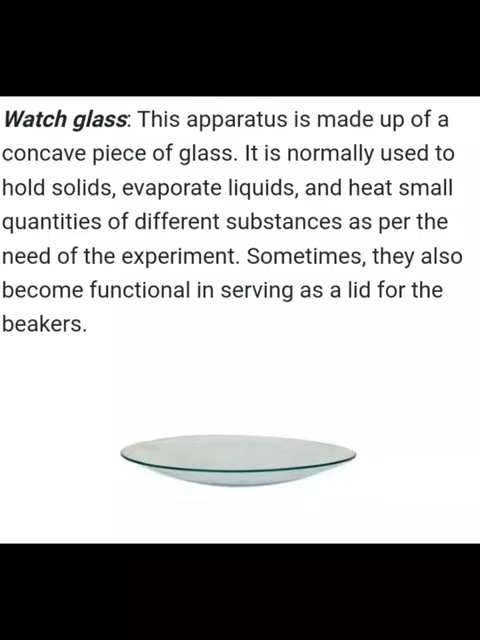 Watch glass: This apparatus is made up of a
concave piece of glass. It is normally used to
hold solids, evaporate liquids, and heat small
quantities of different substances as per the
need of the experiment. Sometimes, they also
become functional in serving as a lid for the
beakers.